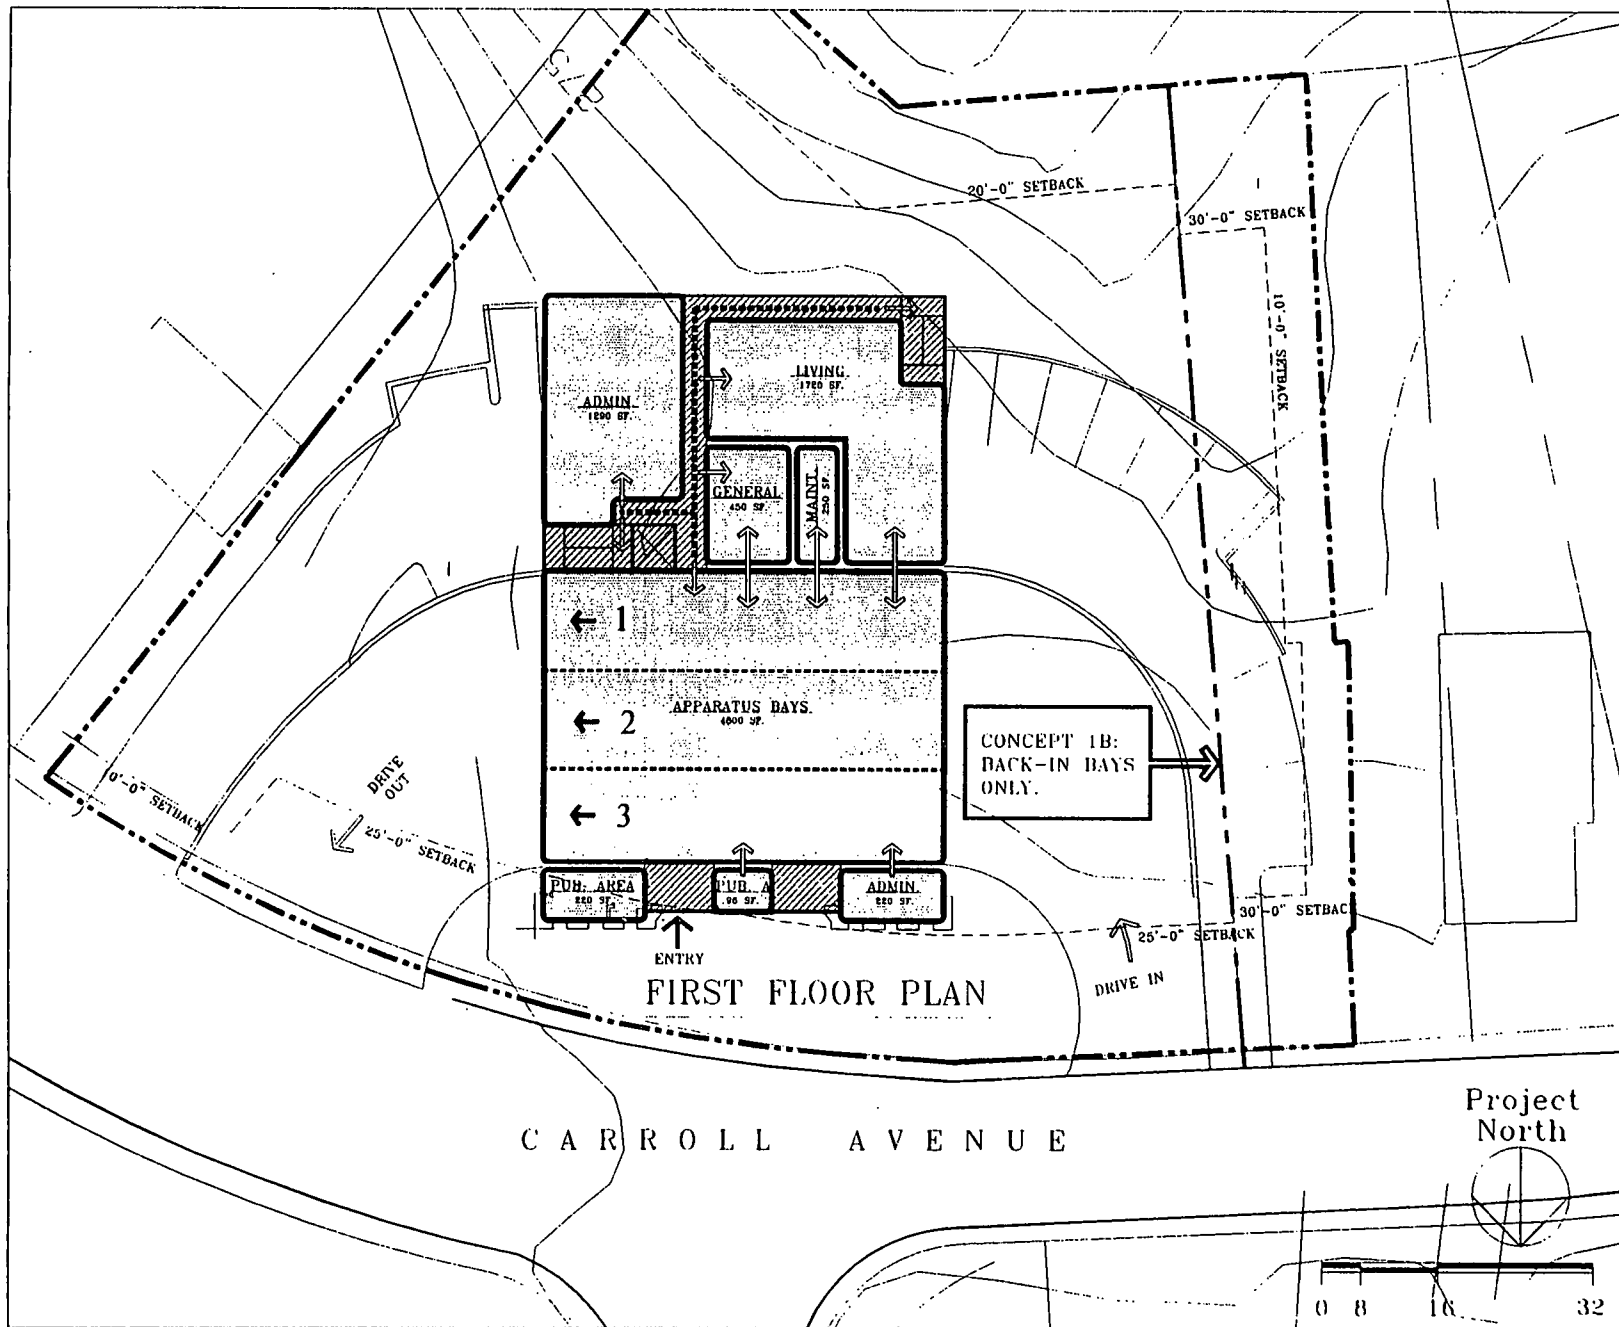 20'-0" SETBACK
30'-0" SETBACK
10'-0" SETBACK
ADMIN.
1290 SF.
LIVING
1720 SF.
GENERAL
450 SF.
MAINT.
250 SF.
1
APPARATUS BAYS.
4600 SF.
2
3
CONCEPT 1B:
BACK-IN BAYS
ONLY.
DRIVE
OUT
0'-0" SETBACK
25'-0" SETBACK
PUB. AREA
220 SF.
PUB. A
96 SF.
ADMIN.
220 SF.
30'-0" SETBACK
25'-0" SETBACK
ENTRY
DRIVE IN
FIRST FLOOR PLAN
CARROLL AVENUE
Project
North
0 8 16 32